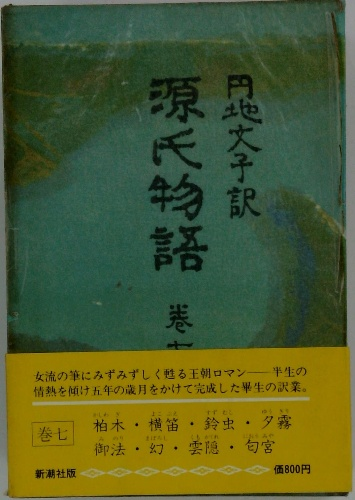 円地文子訳
源氏物語
巻七
女流の筆にみずみずしく甦る王朝ロマン──半生の
情熱を傾け五年の歳月をかけて完成した畢生の訳業。
巻七
柏木・横笛・鈴虫・夕霧
御法・幻・雲隠・匂宮
新潮社版
価800円